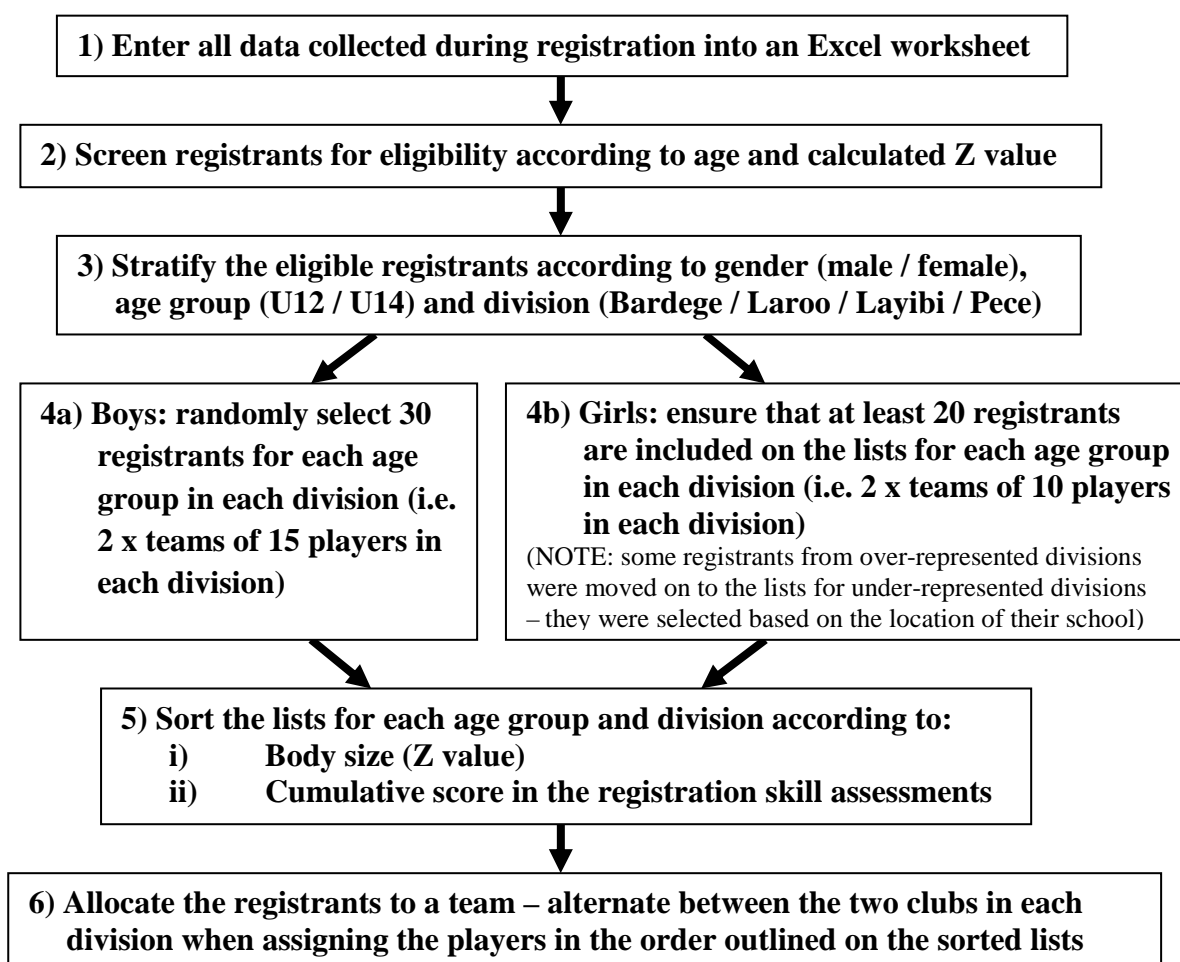 1) Enter all data collected during registration into an Excel worksheet
2) Screen registrants for eligibility according to age and calculated Z value
3) Stratify the eligible registrants according to gender (male / female),
age group (U12 / U14) and division (Bardege / Laroo / Layibi / Pece)
4a) Boys: randomly select 30
registrants for each age
group in each division (i.e.
2 x teams of 15 players in
each division)
4b) Girls: ensure that at least 20 registrants
are included on the lists for each age group
in each division (i.e. 2 x teams of 10 players
in each division)
(NOTE: some registrants from over-represented divisions
were moved on to the lists for under-represented divisions
– they were selected based on the location of their school)
5) Sort the lists for each age group and division according to:
i) Body size (Z value)
ii) Cumulative score in the registration skill assessments
6) Allocate the registrants to a team – alternate between the two clubs in each
division when assigning the players in the order outlined on the sorted lists